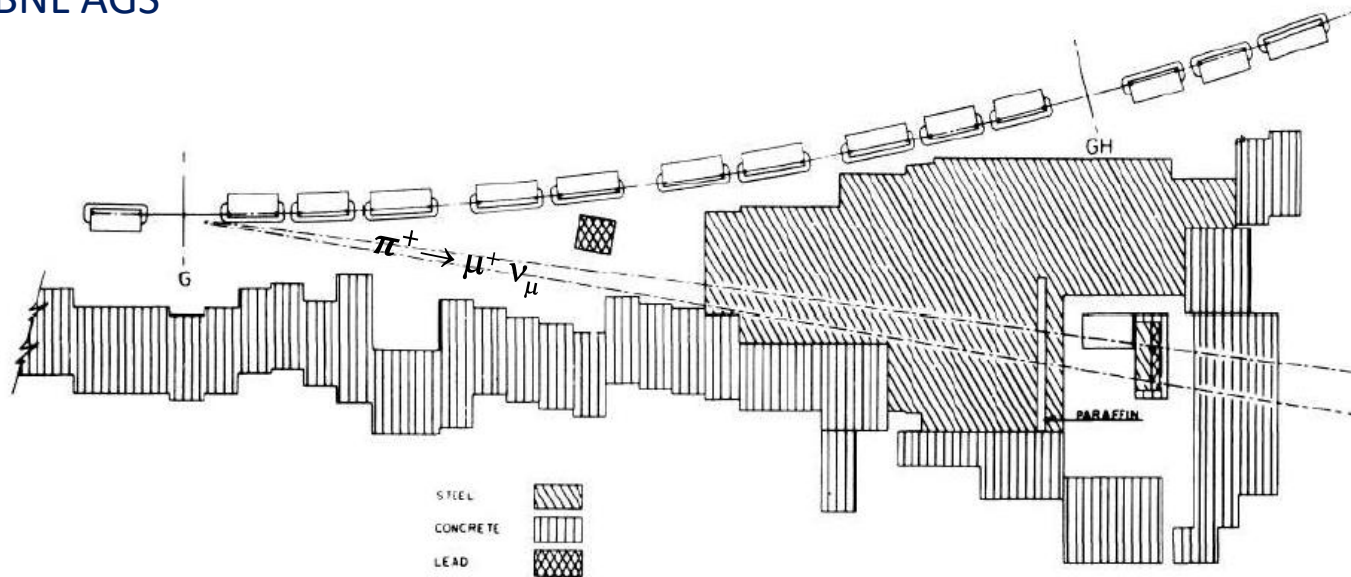 BNL AGS
GH
G
π⁺ → μ⁺ ν_μ
PARAFFIN
STEEL
CONCRETE
LEAD